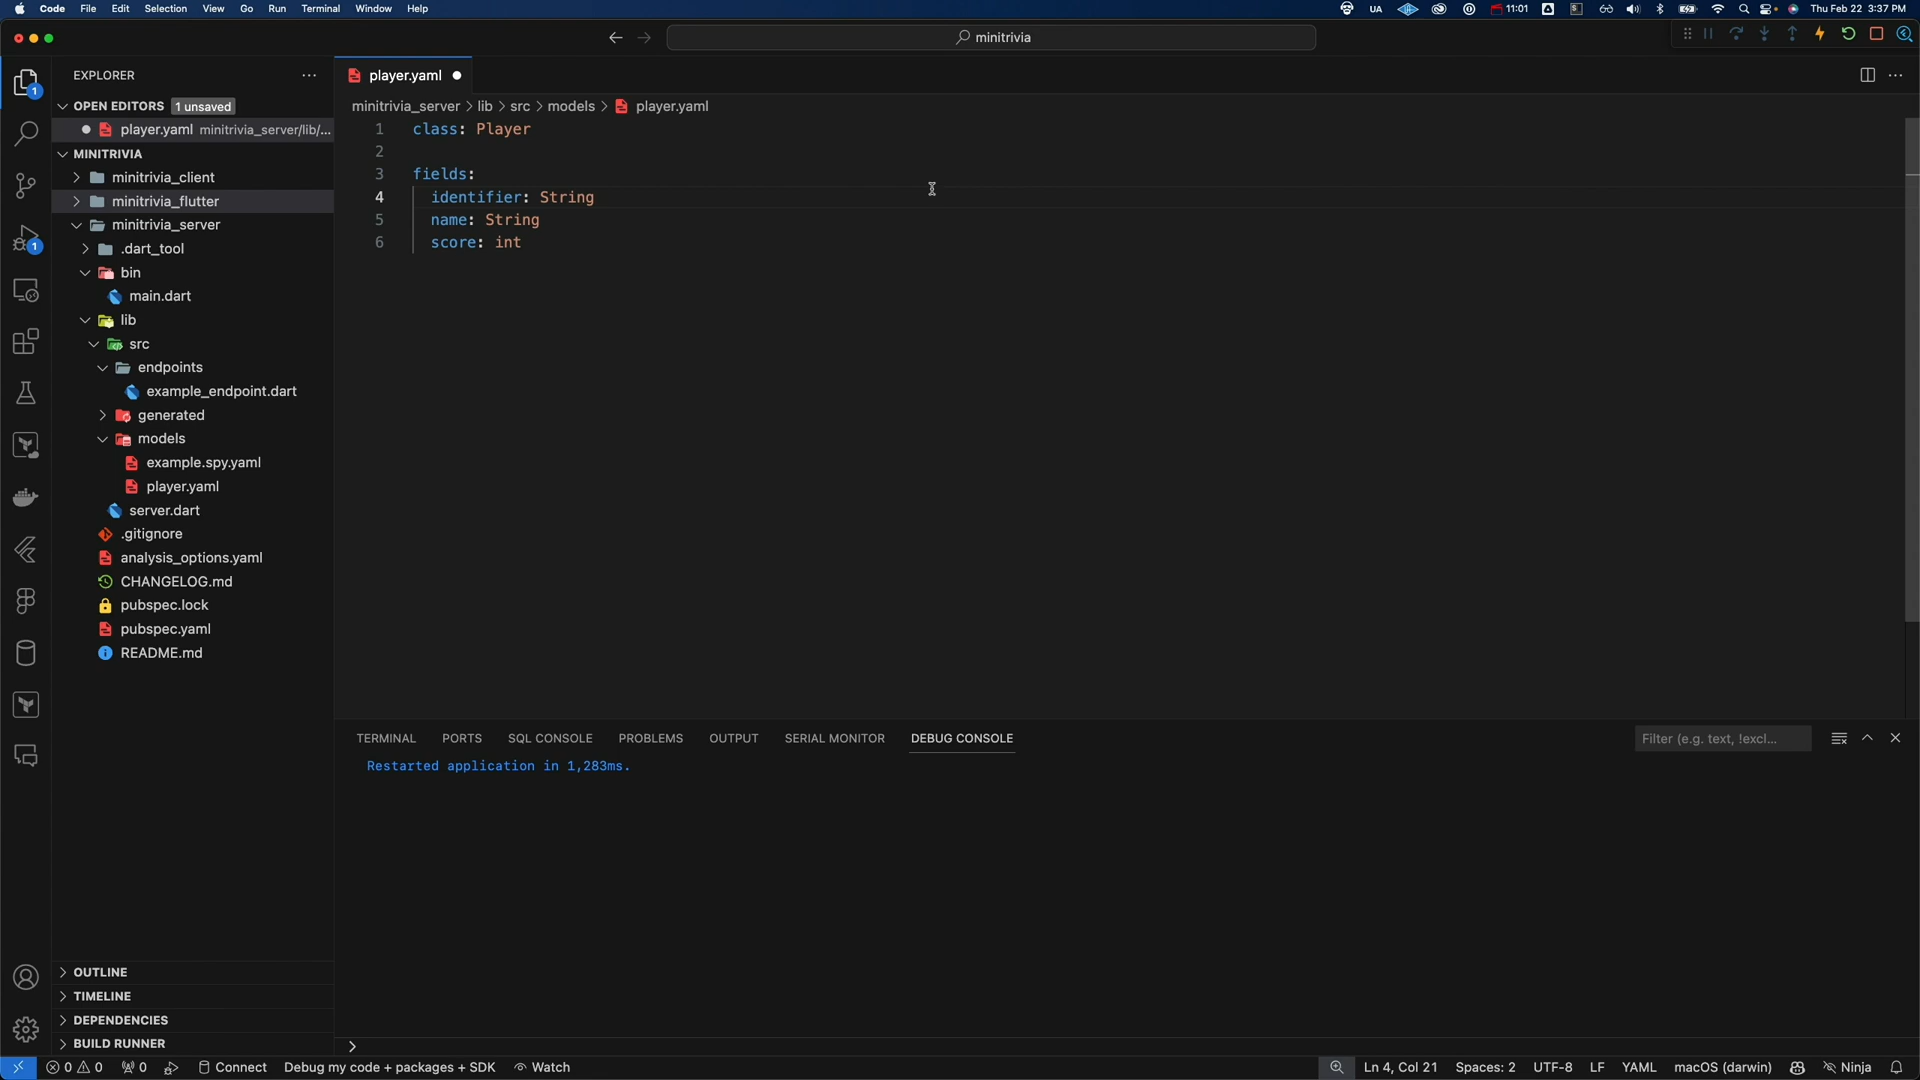 Code File Edit Selection View Go Run Terminal Window Help
UA 11:01 Thu Feb 22 3:37 PM
minitrivia
EXPLORER
player.yaml
OPEN EDITORS 1 unsaved
player.yaml minitrivia_server/lib/...
minitrivia_server > lib > src > models > player.yaml
MINITRIVIA
minitrivia_client
minitrivia_flutter
minitrivia_server
.dart_tool
bin
main.dart
lib
src
endpoints
example_endpoint.dart
generated
models
example.spy.yaml
player.yaml
server.dart
.gitignore
analysis_options.yaml
CHANGELOG.md
pubspec.lock
pubspec.yaml
README.md
OUTLINE
TIMELINE
DEPENDENCIES
BUILD RUNNER
1 class: Player
2
3 fields:
4 identifier: String
5 name: String
6 score: int
TERMINAL PORTS SQL CONSOLE PROBLEMS OUTPUT SERIAL MONITOR DEBUG CONSOLE
Filter (e.g. text, !excl...
Restarted application in 1,283ms.
1
1
0 0 0 Connect Debug my code + packages + SDK Watch
Ln 4, Col 21 Spaces: 2 UTF-8 LF YAML macOS (darwin) Ninja